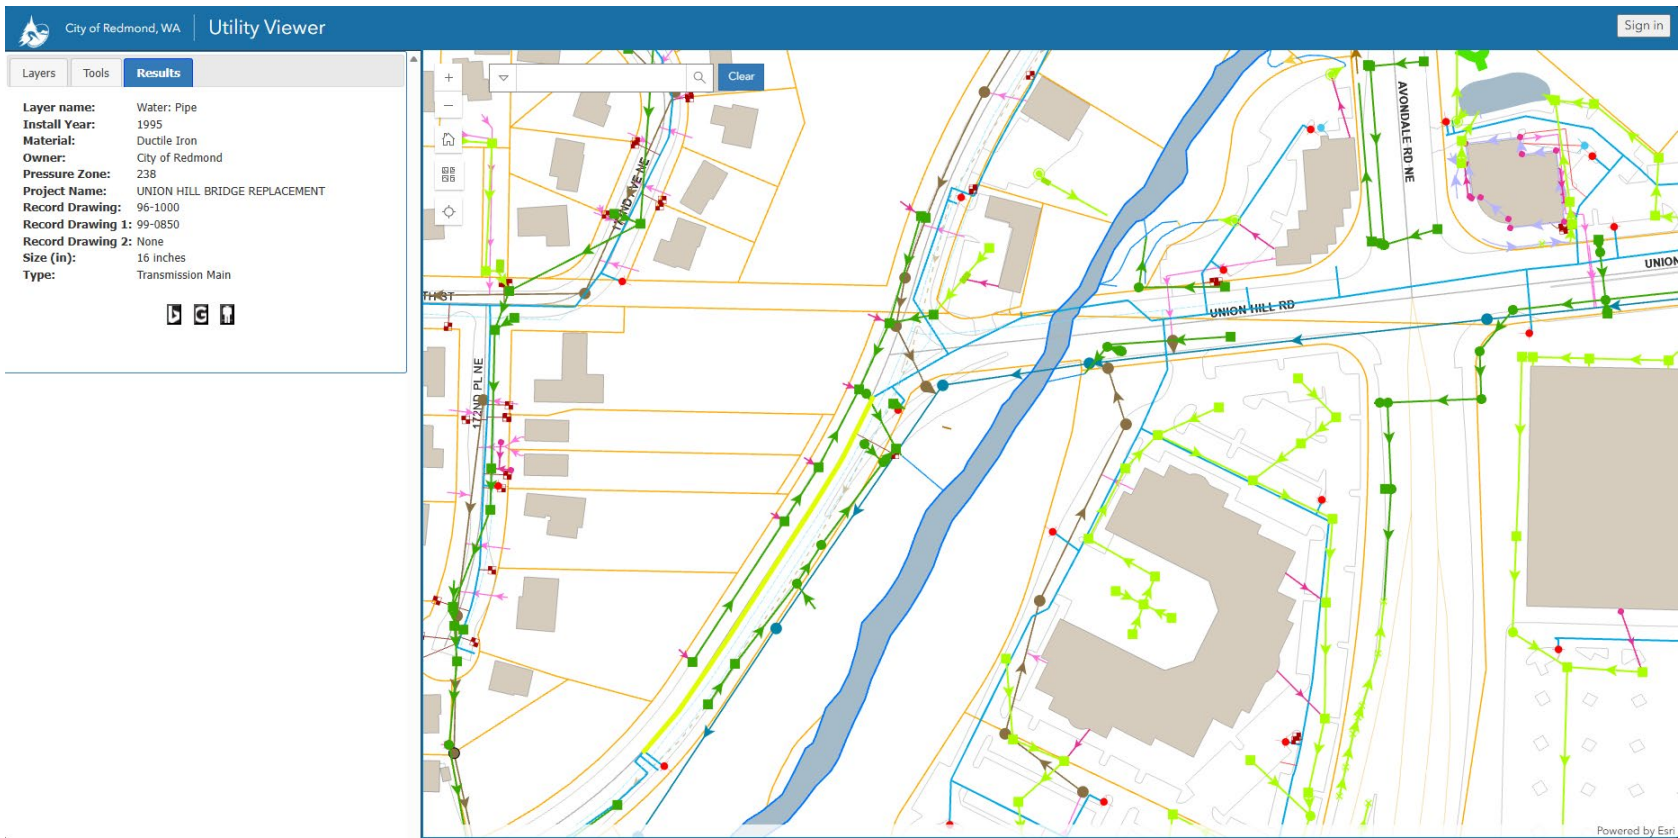 City of Redmond, WA
Utility Viewer
Sign in
Layers
Tools
Results
Layer name: Water: Pipe
Install Year: 1995
Material: Ductile Iron
Owner: City of Redmond
Pressure Zone: 238
Project Name: UNION HILL BRIDGE REPLACEMENT
Record Drawing: 96-1000
Record Drawing 1: 99-0850
Record Drawing 2: None
Size (in): 16 inches
Type: Transmission Main
Clear
172ND AVE NE
AVONDALE RD NE
UNION
TH ST
UNION HILL RD
172ND PL NE
Powered by Esri